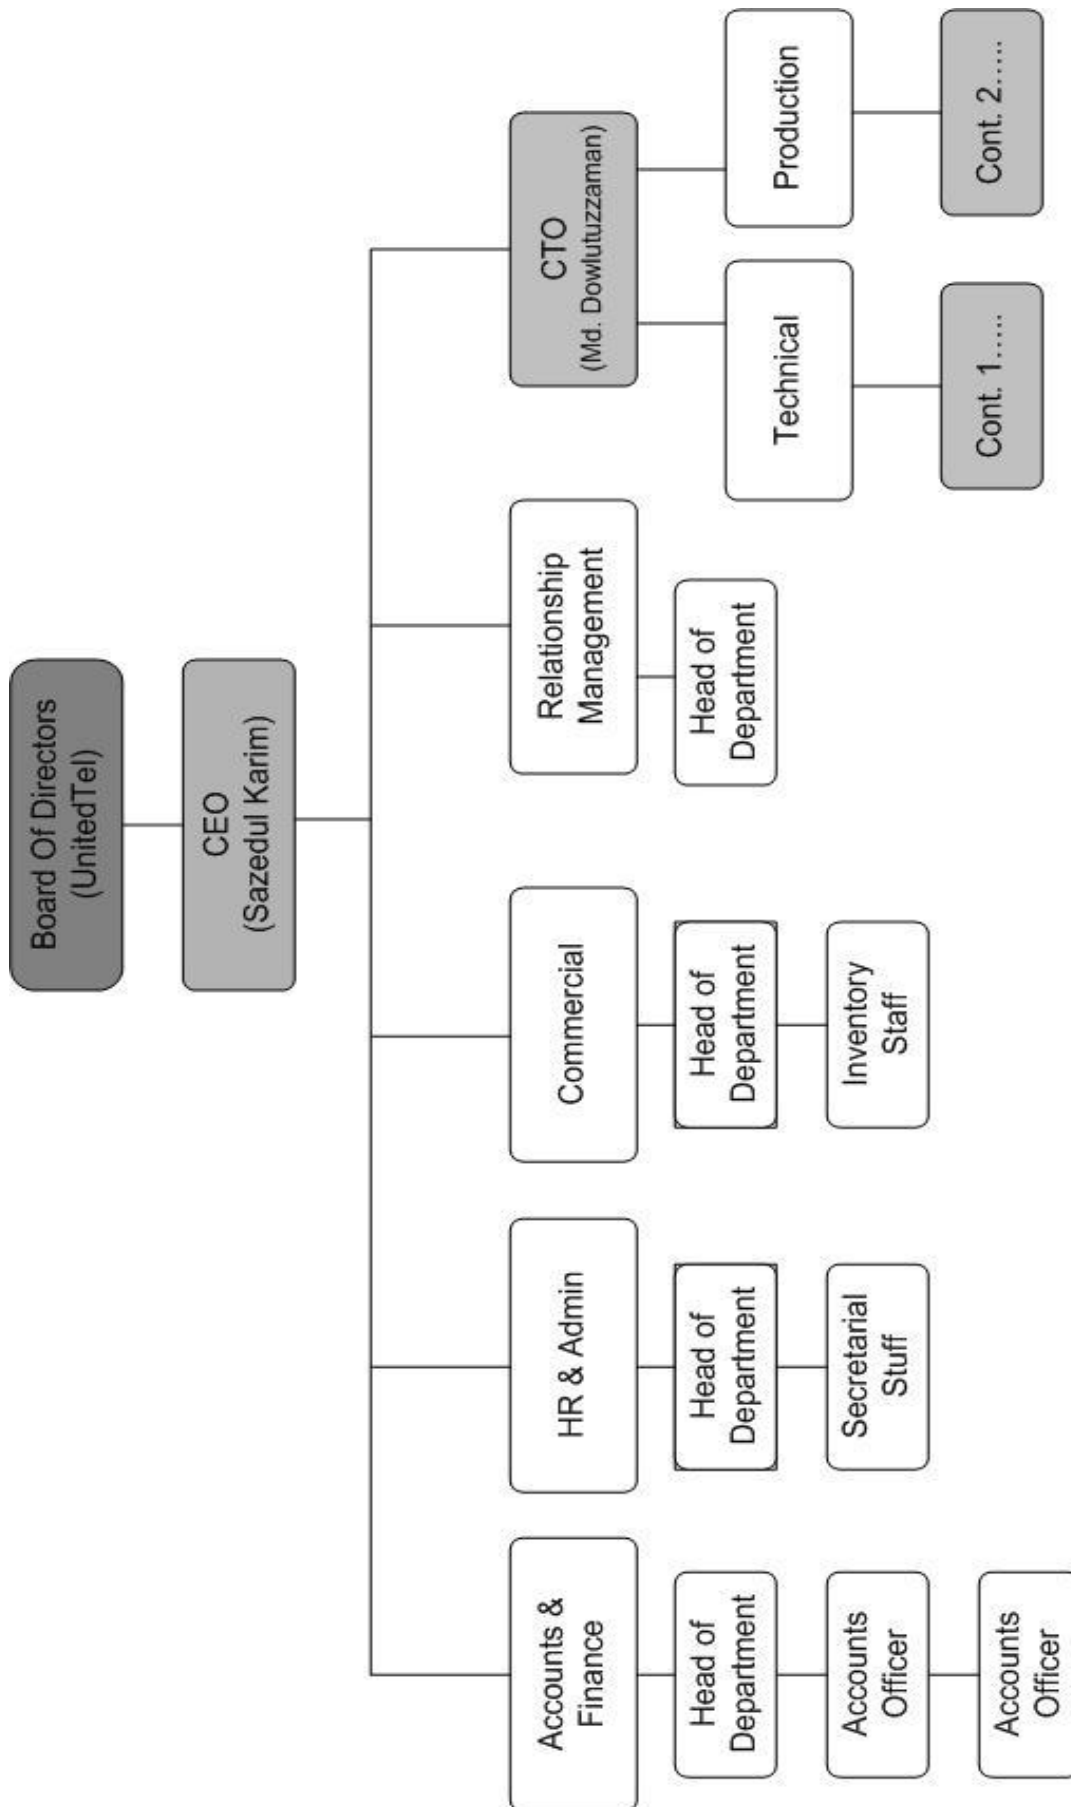 Board Of Directors
(UnitedTel)
CEO
(Sazedul Karim)
Accounts &
Finance
HR & Admin
Commercial
Relationship
Management
CTO
(Md. Dowlutuzzaman)
Head of
Department
Head of
Department
Head of
Department
Head of
Department
Technical
Production
Accounts
Officer
Secretarial
Stuff
Inventory
Staff
Cont. 1.....
Cont. 2.....
Accounts
Officer